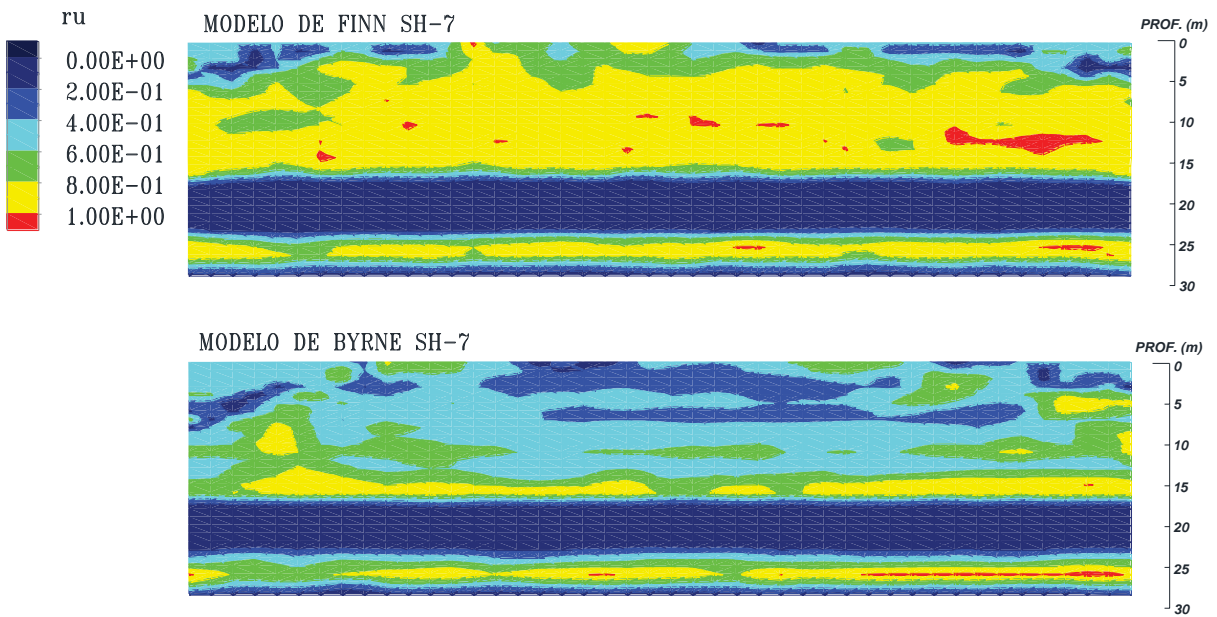 ru
0.00E+00
2.00E-01
4.00E-01
6.00E-01
8.00E-01
1.00E+00
MODELO DE FINN SH-7
PROF. (m)
0
5
10
15
20
25
30
MODELO DE BYRNE SH-7
PROF. (m)
0
5
10
15
20
25
30